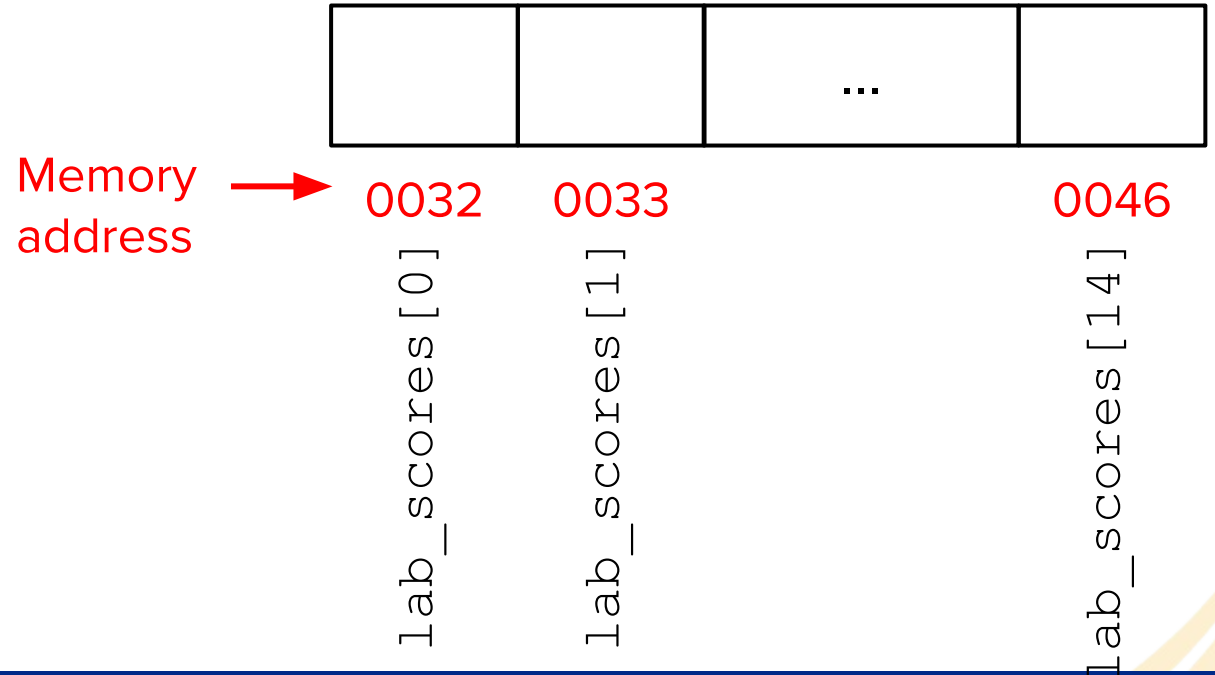 ...
Memory
address
0032 0033 0046
lab_scores[0]
lab_scores[1]
lab_scores[14]